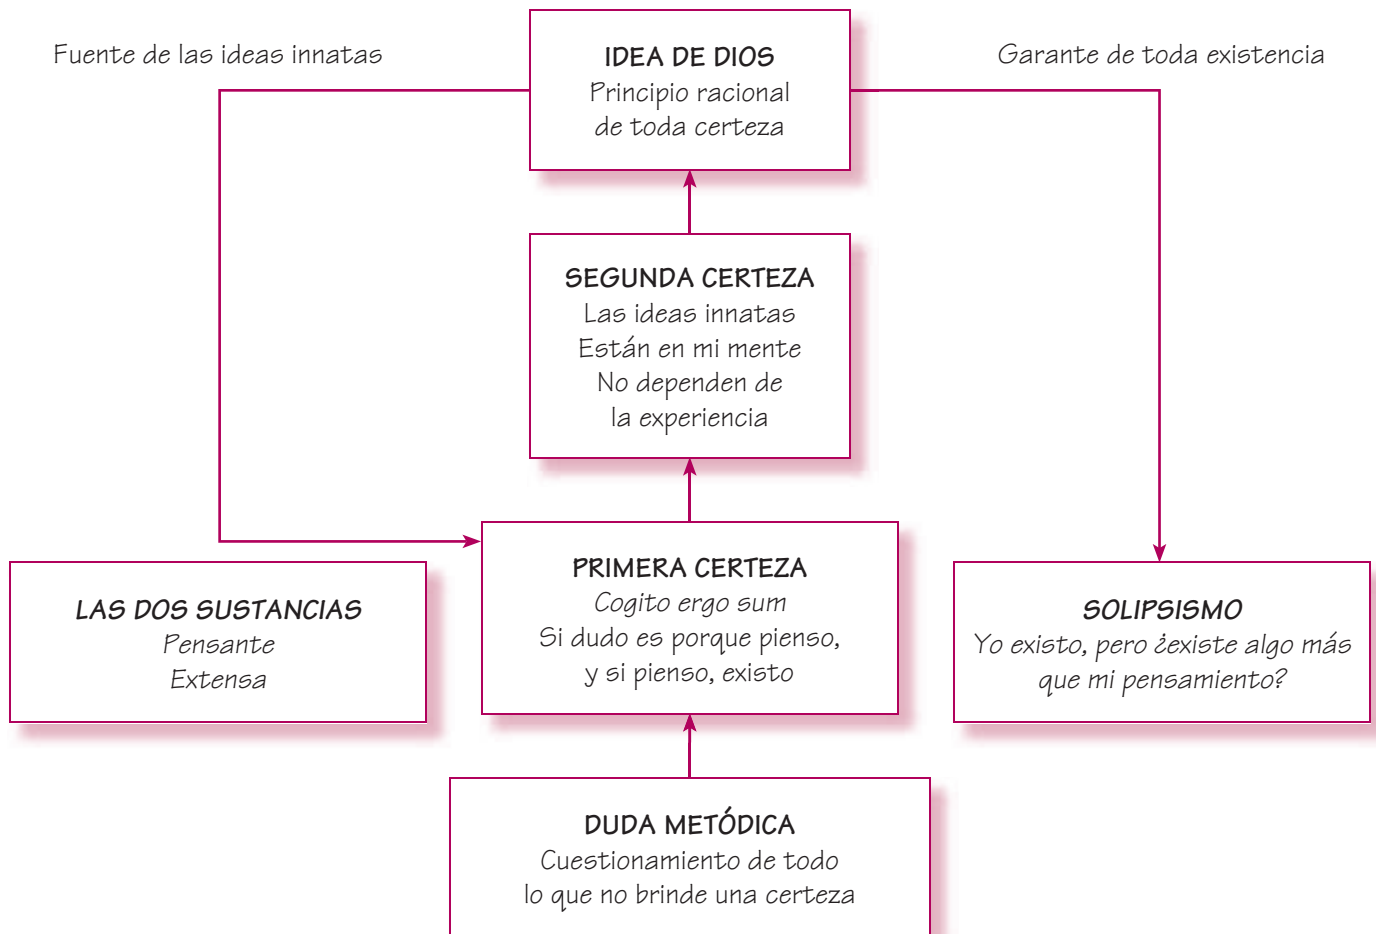 Fuente de las ideas innatas
IDEA DE DIOS
Principio racional
de toda certeza
Garante de toda existencia
SEGUNDA CERTEZA
Las ideas innatas
Están en mi mente
No dependen de
la experiencia
LAS DOS SUSTANCIAS
Pensante
Extensa
PRIMERA CERTEZA
Cogito ergo sum
Si dudo es porque pienso,
y si pienso, existo
SOLIPSISMO
Yo existo, pero ¿existe algo más
que mi pensamiento?
DUDA METÓDICA
Cuestionamiento de todo
lo que no brinde una certeza